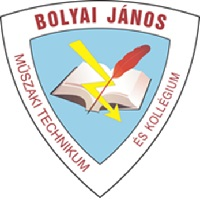 BOLYAI JÁNOS
MŰSZAKI TECHNIKUM
ÉS KOLLÉGIUM